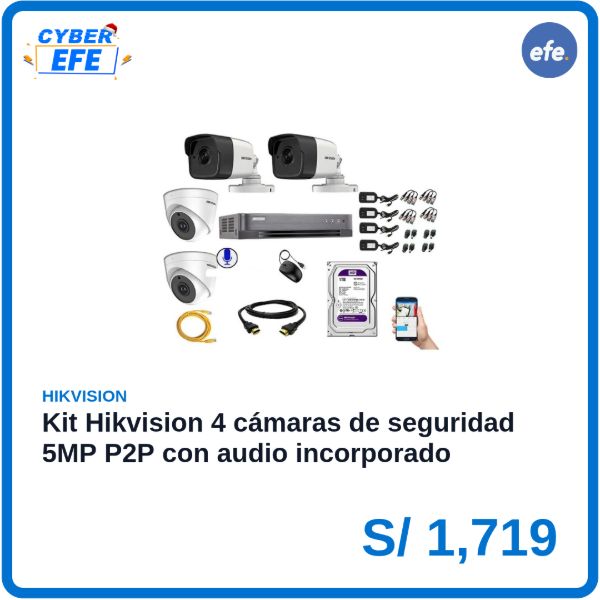 CYBER
EFE
efe.
HIKVISION
Kit Hikvision 4 cámaras de seguridad
5MP P2P con audio incorporado
S/ 1,719